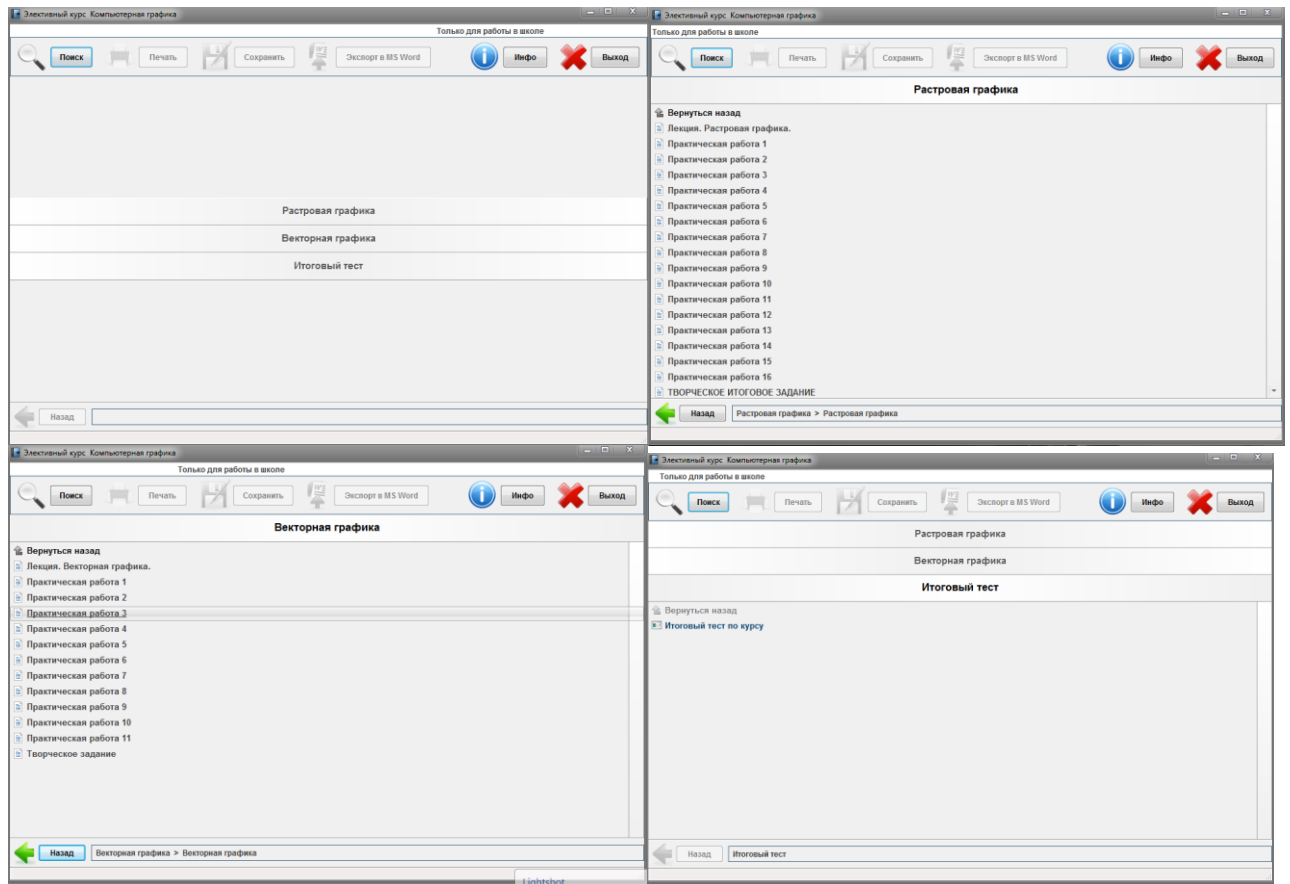 Элективный курс Компьютерная графика
Только для работы в школе
Поиск Печать Сохранить Экспорт в MS Word Инфо Выход
Растровая графика
Векторная графика
Итоговый тест
Назад
Элективный курс Компьютерная графика
Только для работы в школе
Поиск Печать Сохранить Экспорт в MS Word Инфо Выход
Растровая графика
Вернуться назад
Лекция. Растровая графика.
Практическая работа 1
Практическая работа 2
Практическая работа 3
Практическая работа 4
Практическая работа 5
Практическая работа 6
Практическая работа 7
Практическая работа 8
Практическая работа 9
Практическая работа 10
Практическая работа 11
Практическая работа 12
Практическая работа 13
Практическая работа 14
Практическая работа 15
Практическая работа 16
ТВОРЧЕСКОЕ ИТОГОВОЕ ЗАДАНИЕ
Назад Растровая графика > Растровая графика
Элективный курс Компьютерная графика
Только для работы в школе
Поиск Печать Сохранить Экспорт в MS Word Инфо Выход
Векторная графика
Вернуться назад
Лекция. Векторная графика.
Практическая работа 1
Практическая работа 2
Практическая работа 3
Практическая работа 4
Практическая работа 5
Практическая работа 6
Практическая работа 7
Практическая работа 8
Практическая работа 9
Практическая работа 10
Практическая работа 11
Творческое задание
Назад Векторная графика > Векторная графика
Lightshot
Элективный курс Компьютерная графика
Только для работы в школе
Поиск Печать Сохранить Экспорт в MS Word Инфо Выход
Растровая графика
Векторная графика
Итоговый тест
Вернуться назад
Итоговый тест по курсу
Назад Итоговый тест